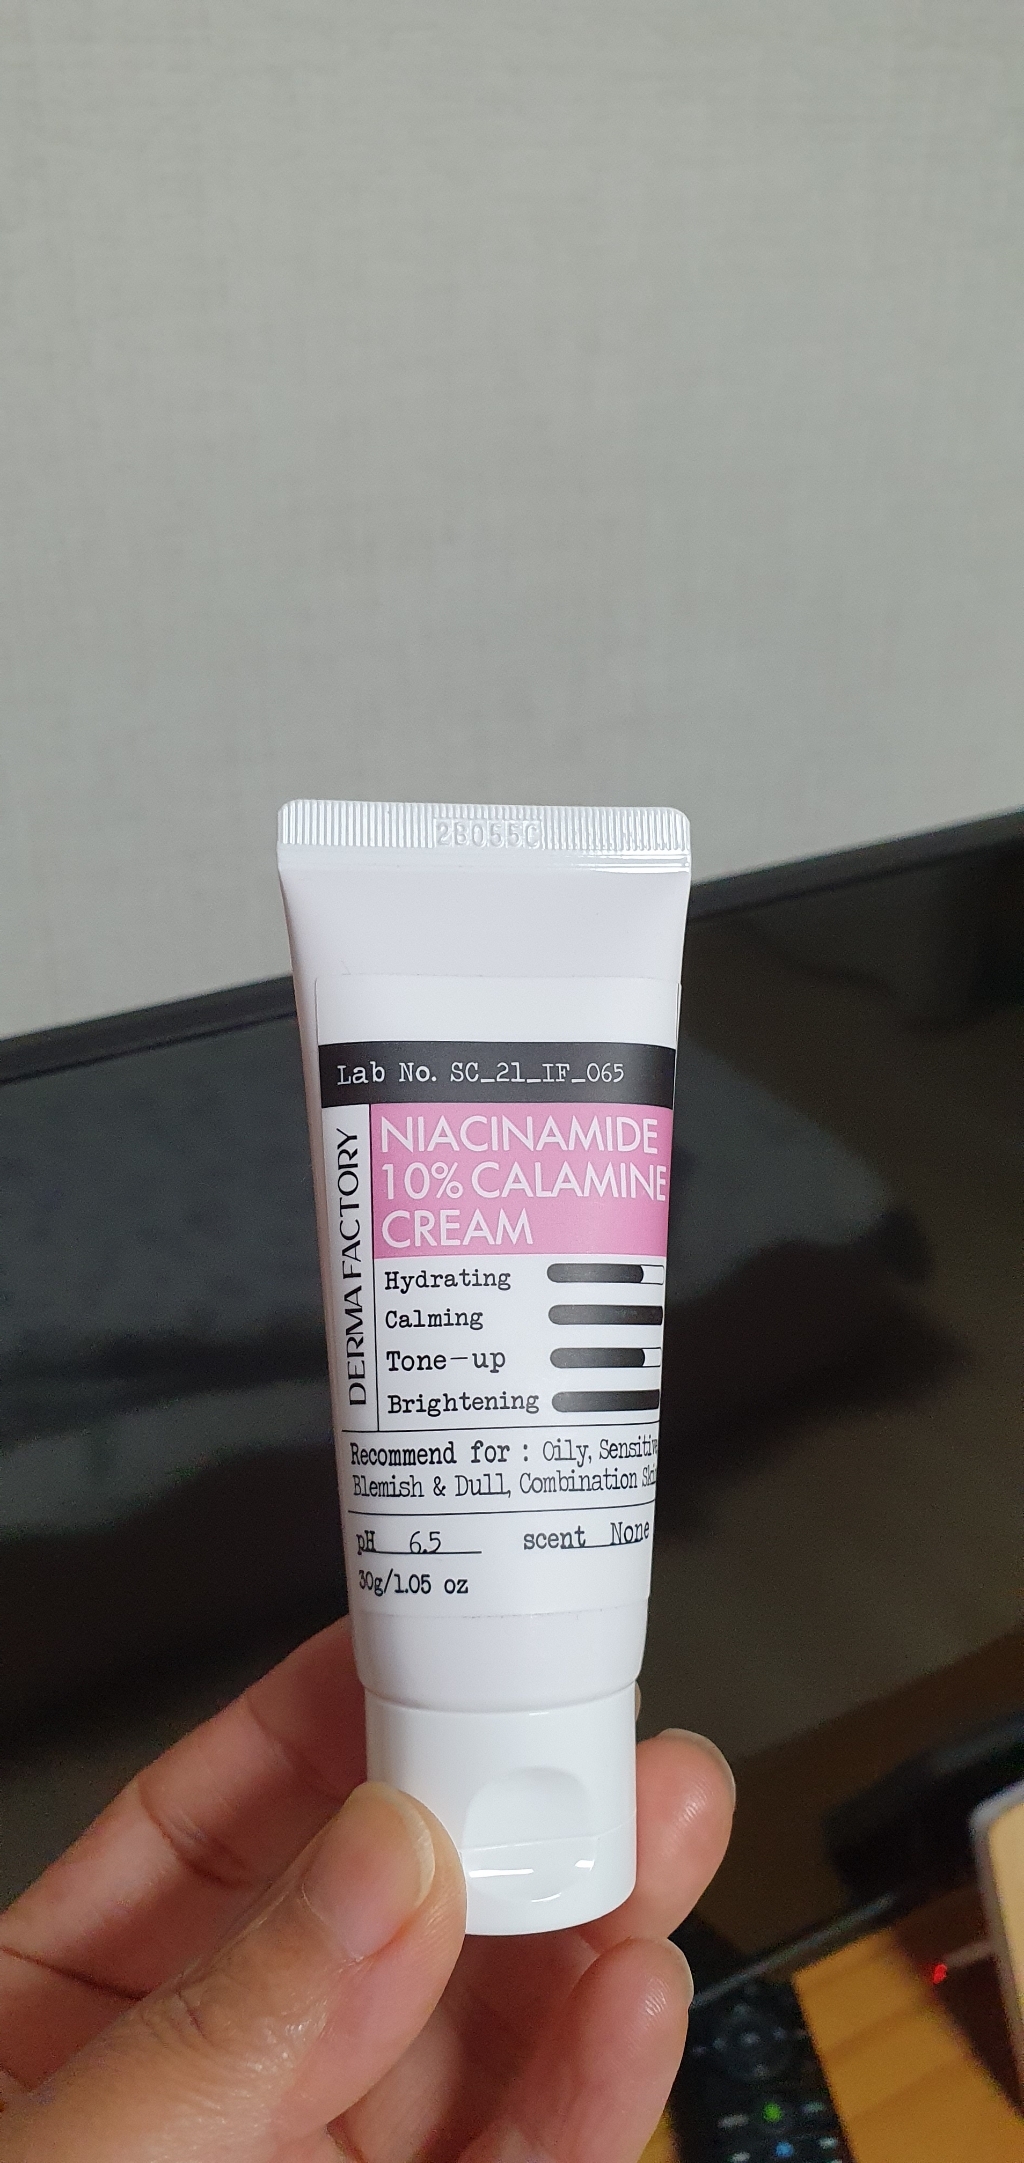 2B055C
Lab No. SC_21_IF_065
DERMA FACTORY
NIACINAMIDE
10% CALAMINE
CREAM
Hydrating
Calming
Tone-up
Brightening
Recommend for : Oily, Sensitive
Blemish & Dull, Combination Skin
pH 6.5 scent None
30g/1.05 oz